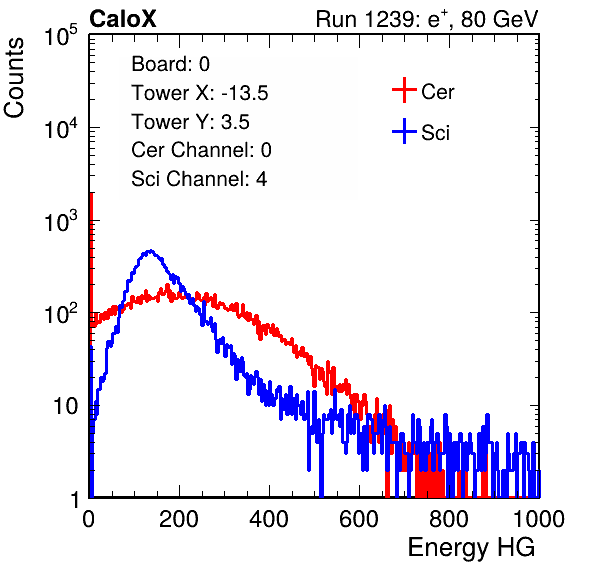 CaloX Run 1239: e⁺, 80 GeV
Counts
10⁵
10⁴
10³
10²
10
1
Board: 0
Tower X: -13.5
Tower Y: 3.5
Cer Channel: 0
Sci Channel: 4
Cer
Sci
0 200 400 600 800 1000
Energy HG